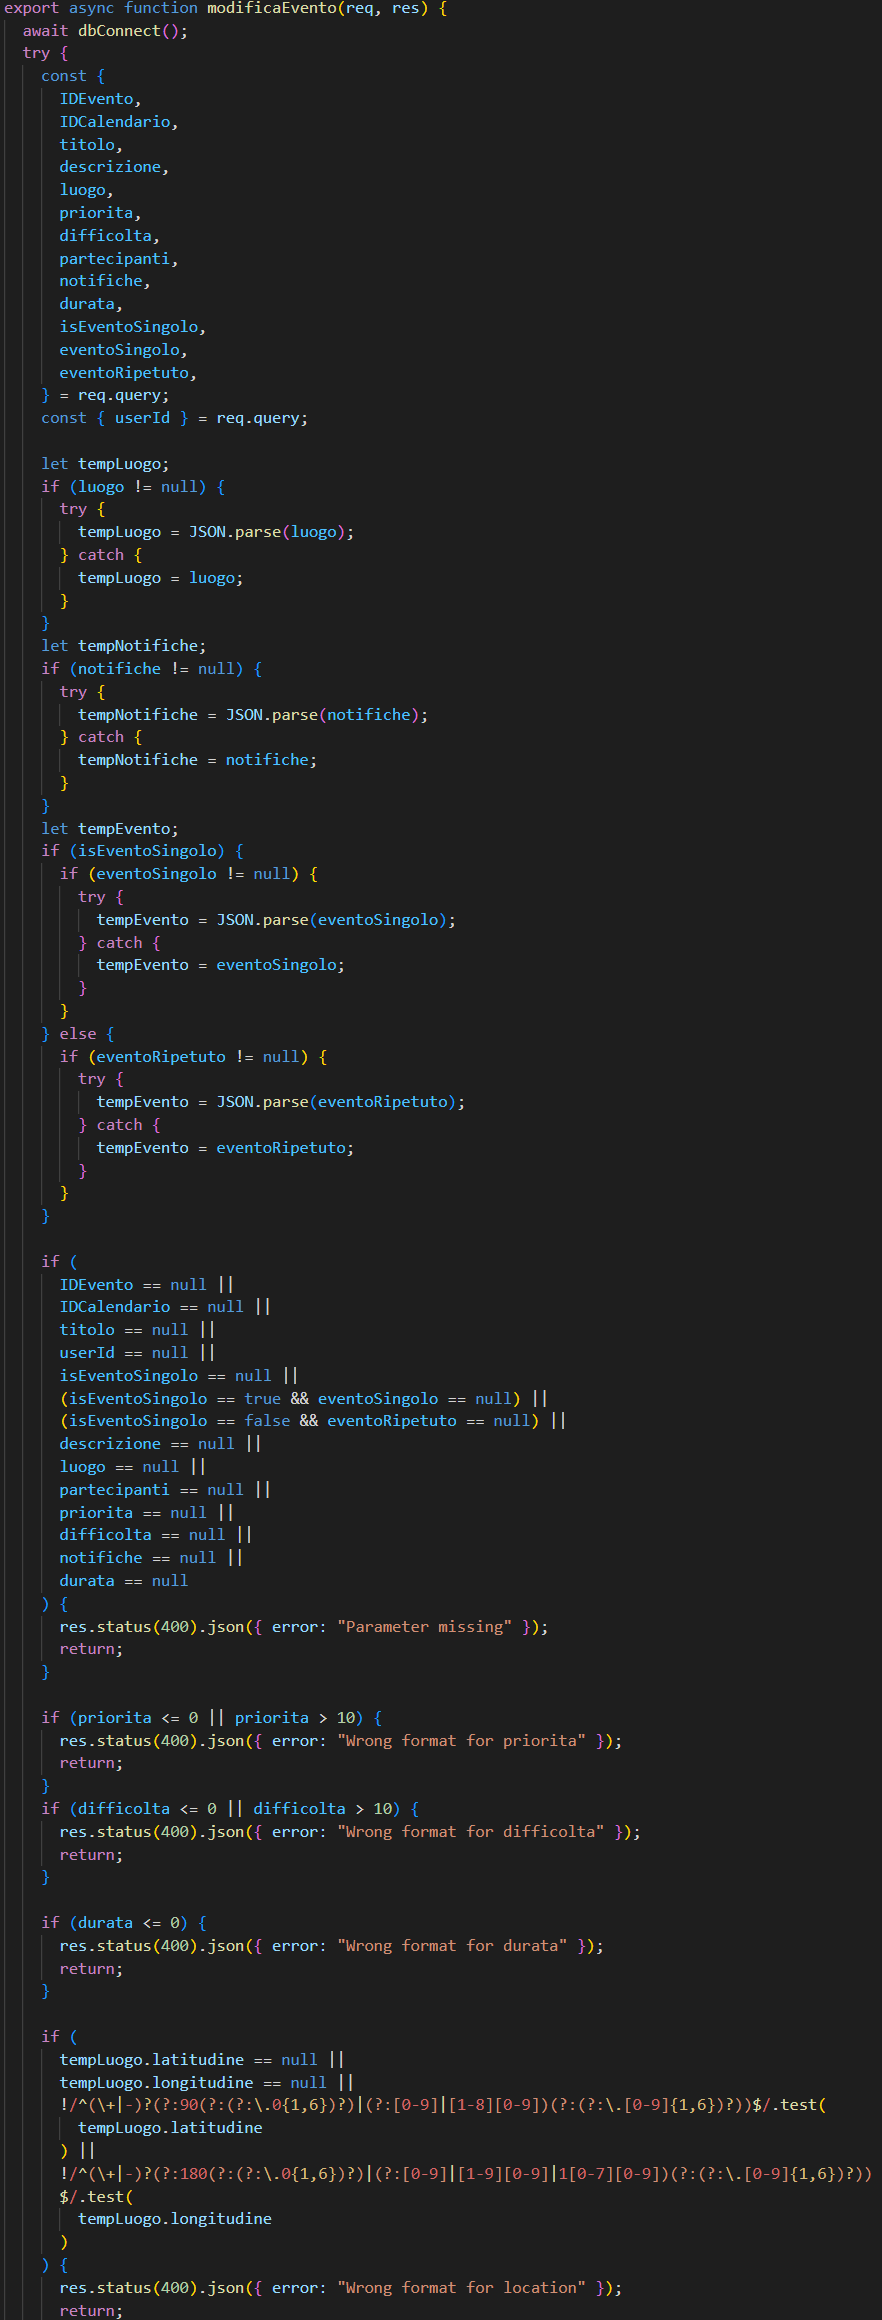 export async function modificaEvento(req, res) {
await dbConnect();
try {
const {
IDEvento,
IDCalendario,
titolo,
descrizione,
luogo,
priorita,
difficolta,
partecipanti,
notifiche,
durata,
isEventoSingolo,
eventoSingolo,
eventoRipetuto,
} = req.query;
const { userId } = req.query;
let tempLuogo;
if (luogo != null) {
try {
tempLuogo = JSON.parse(luogo);
} catch {
tempLuogo = luogo;
}
}
let tempNotifiche;
if (notifiche != null) {
try {
tempNotifiche = JSON.parse(notifiche);
} catch {
tempNotifiche = notifiche;
}
}
let tempEvento;
if (isEventoSingolo) {
if (eventoSingolo != null) {
try {
tempEvento = JSON.parse(eventoSingolo);
} catch {
tempEvento = eventoSingolo;
}
}
} else {
if (eventoRipetuto != null) {
try {
tempEvento = JSON.parse(eventoRipetuto);
} catch {
tempEvento = eventoRipetuto;
}
}
}
if (
IDEvento == null ||
IDCalendario == null ||
titolo == null ||
userId == null ||
isEventoSingolo == null ||
(isEventoSingolo == true && eventoSingolo == null) ||
(isEventoSingolo == false && eventoRipetuto == null) ||
descrizione == null ||
luogo == null ||
partecipanti == null ||
priorita == null ||
difficolta == null ||
notifiche == null ||
durata == null
) {
res.status(400).json({ error: "Parameter missing" });
return;
}
if (priorita <= 0 || priorita > 10) {
res.status(400).json({ error: "Wrong format for priorita" });
return;
}
if (difficolta <= 0 || difficolta > 10) {
res.status(400).json({ error: "Wrong format for difficolta" });
return;
}
if (durata <= 0) {
res.status(400).json({ error: "Wrong format for durata" });
return;
}
if (
tempLuogo.latitudine == null ||
tempLuogo.longitudine == null ||
!/^(\+|-)?(?:90(?:(?:\.0{1,6})?)|(?:[0-9]|[1-8][0-9])(?:(?:\.[0-9]{1,6})?))$/.test(
tempLuogo.latitudine
) ||
!/^(\+|-)?(?:180(?:(?:\.0{1,6})?)|(?:[0-9]|[1-9][0-9]|1[0-7][0-9])(?:(?:\.[0-9]{1,6})?))
$/.test(
tempLuogo.longitudine
)
) {
res.status(400).json({ error: "Wrong format for location" });
return;